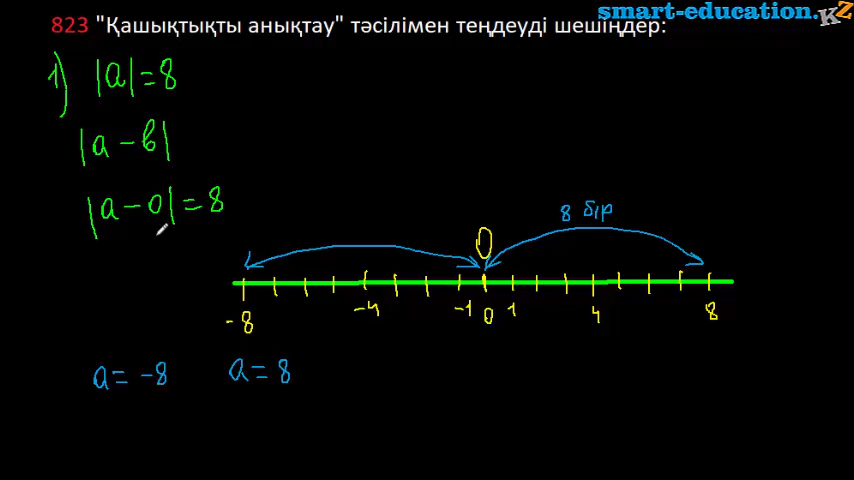 smart-education.KZ
823 "Қашықтықты анықтау" тәсілімен теңдеуді шешіңдер:
1) |a|=8
|a-b|
|a-0|=8
8 бір
0
-8 -4 -1 0 1 4 8
a=-8 a=8